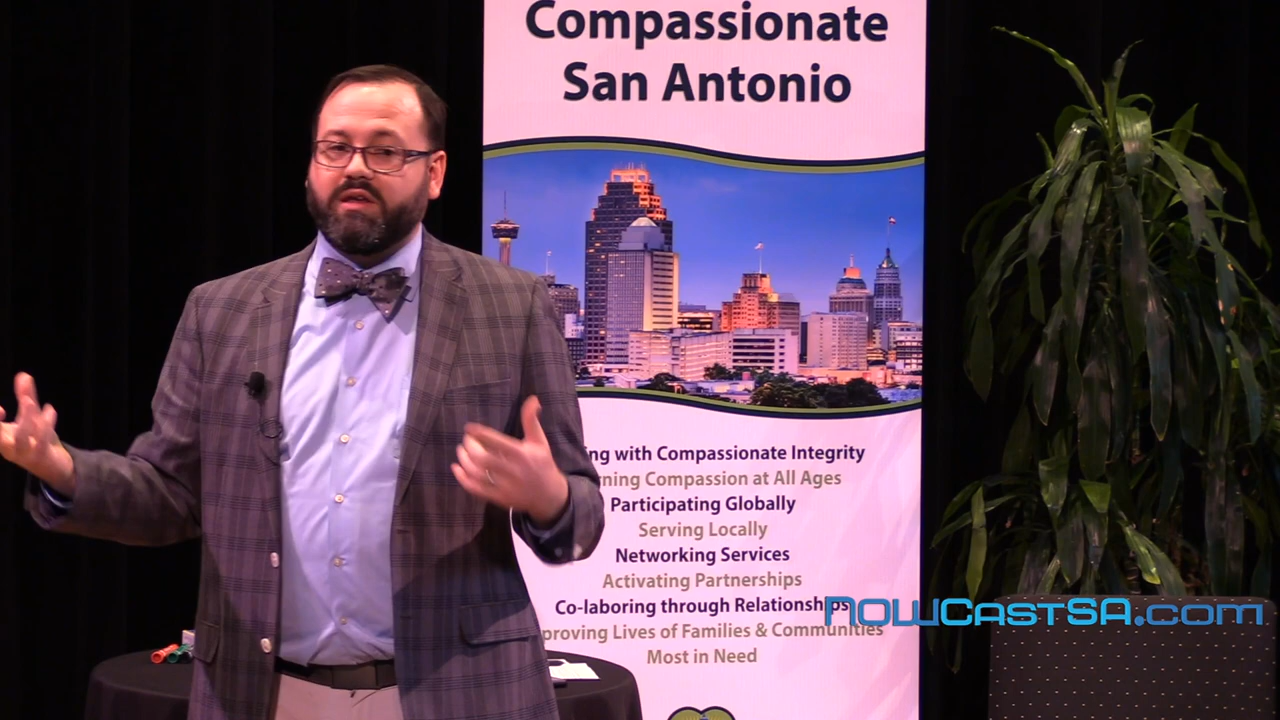 Compassionate
San Antonio
with Compassionate Integrity
Compassion at All Ages
Participating Globally
Serving Locally
Networking Services
Activating Partnerships
Co-laboring through Relationships
Lives of Families & Communities
Most in Need
NOWCastSA.com